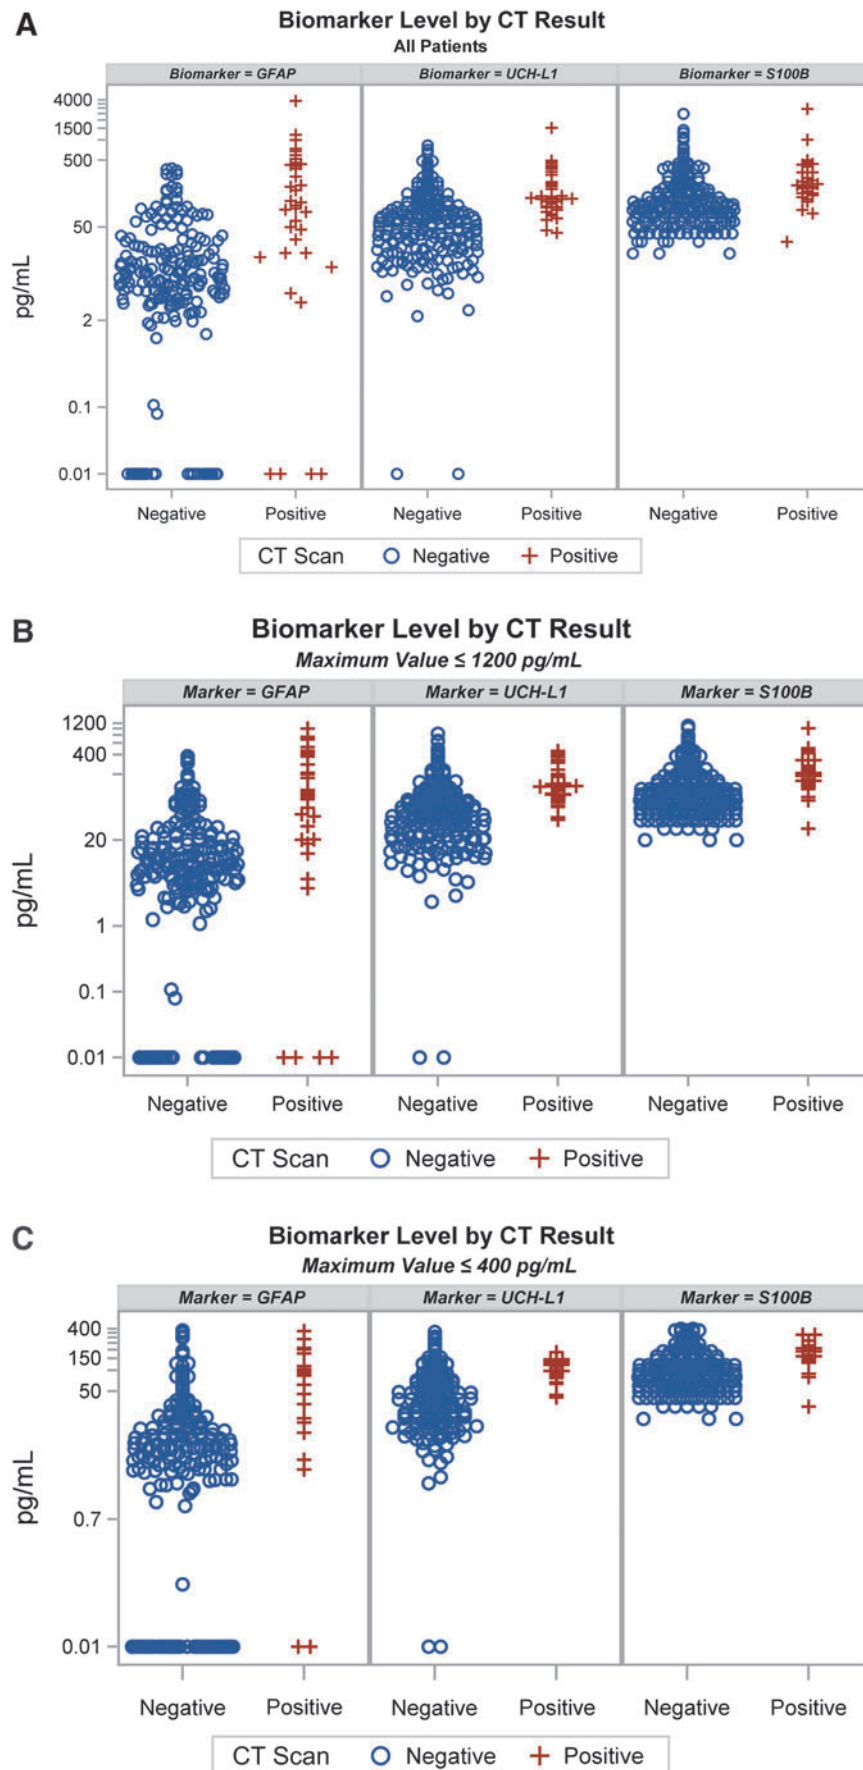 A
Biomarker Level by CT Result
All Patients
Biomarker = GFAP Biomarker = UCH-L1 Biomarker = S100B
4000
1500
500
50
2
0.1
0.01
pg/mL
Negative Positive Negative Positive Negative Positive
CT Scan Negative Positive
B
Biomarker Level by CT Result
Maximum Value ≤ 1200 pg/mL
Marker = GFAP Marker = UCH-L1 Marker = S100B
1200
400
20
1
0.1
0.01
pg/mL
Negative Positive Negative Positive Negative Positive
CT Scan Negative Positive
C
Biomarker Level by CT Result
Maximum Value ≤ 400 pg/mL
Marker = GFAP Marker = UCH-L1 Marker = S100B
400
150
50
0.7
0.01
pg/mL
Negative Positive Negative Positive Negative Positive
CT Scan Negative Positive